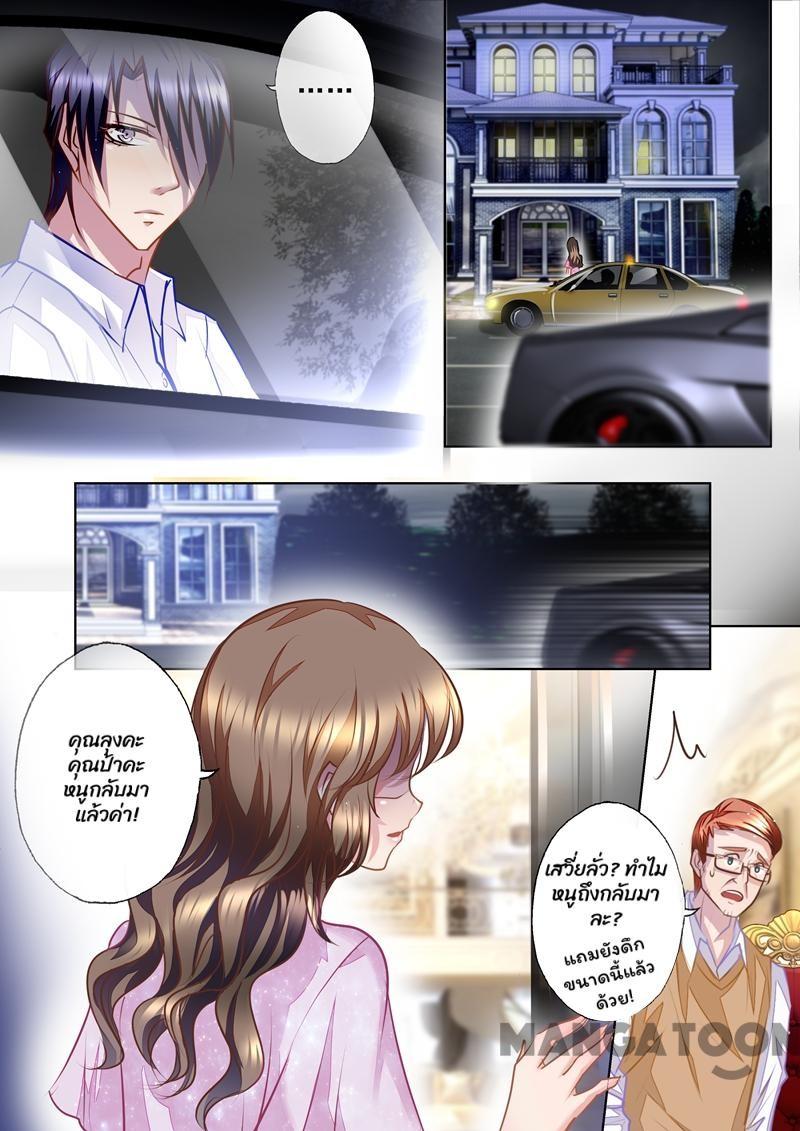 ......
คุณลุงคะ
คุณป้าคะ
หนูกลับมา
แล้วค่า!
เสวี่ยลั่ว? ทำไม
หนูถึงกลับมา
ละ?
แถมยังดึก
ขนาดนี้แล้ว
ด้วย!
MANGATOON